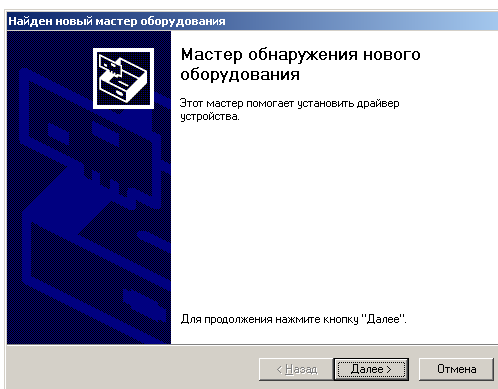 Найден новый мастер оборудования
Мастер обнаружения нового
оборудования
Этот мастер помогает установить драйвер
устройства.
Для продолжения нажмите кнопку "Далее".
< Назад
Далее >
Отмена